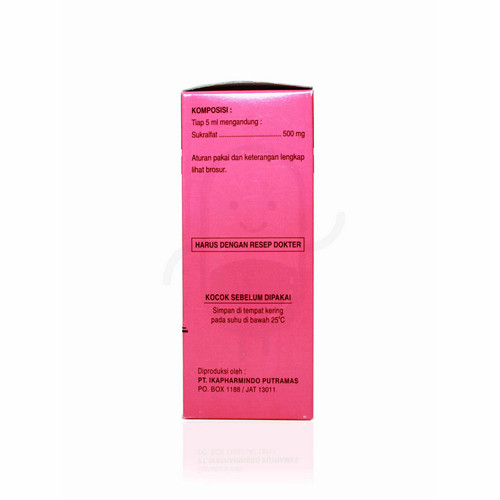 KOMPOSISI :
Tiap 5 ml mengandung :
Sukralfat ............................ 500 mg
Aturan pakai dan keterangan lengkap
lihat brosur.
HARUS DENGAN RESEP DOKTER
KOCOK SEBELUM DIPAKAI
Simpan di tempat kering
pada suhu di bawah 25°C
Diproduksi oleh :
PT. IKAPHARMINDO PUTRAMAS
PO. BOX 1188 / JAT 13011